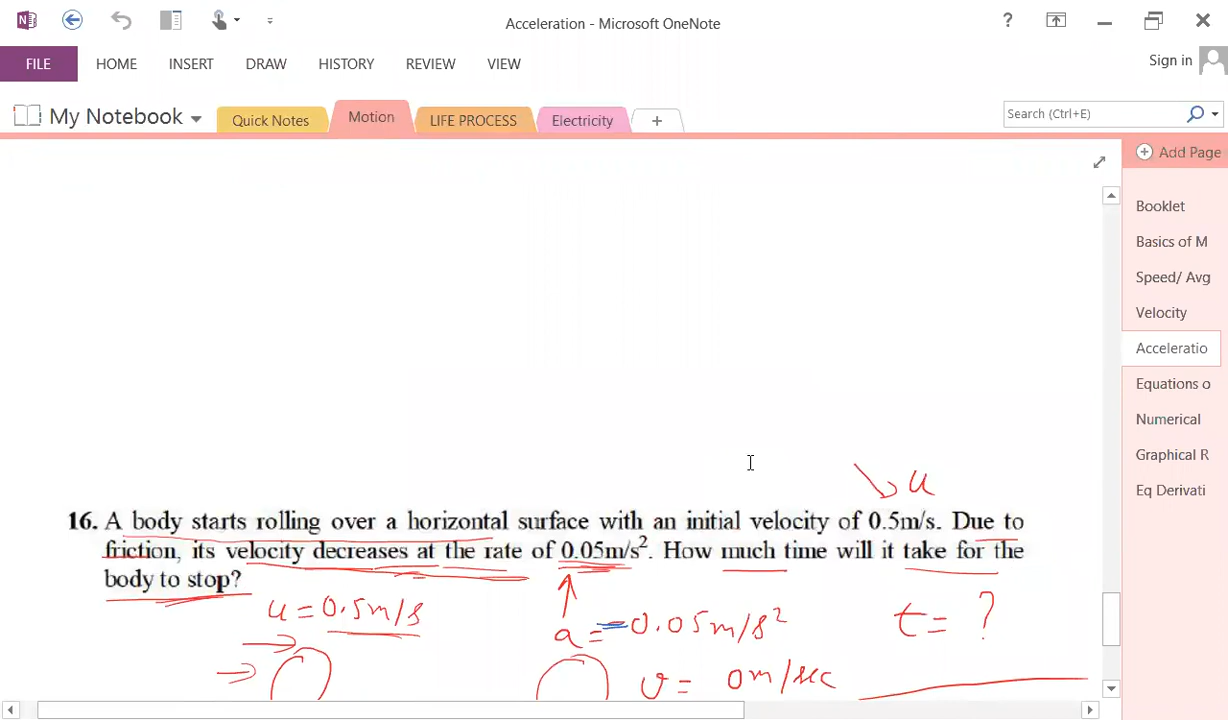 Acceleration - Microsoft OneNote
?
Sign in
FILE
HOME
INSERT
DRAW
HISTORY
REVIEW
VIEW
My Notebook
Quick Notes
Motion
LIFE PROCESS
Electricity
+
Search (Ctrl+E)
Add Page
Booklet
Basics of M
Speed/ Avg
Velocity
Acceleratio
Equations o
Numerical
Graphical R
Eq Derivati
u
16. A body starts rolling over a horizontal surface with an initial velocity of 0.5m/s. Due to
friction, its velocity decreases at the rate of 0.05m/s². How much time will it take for the
body to stop?
u = 0.5m/s
a = -0.05m/s²
t = ?
v = 0m/sec